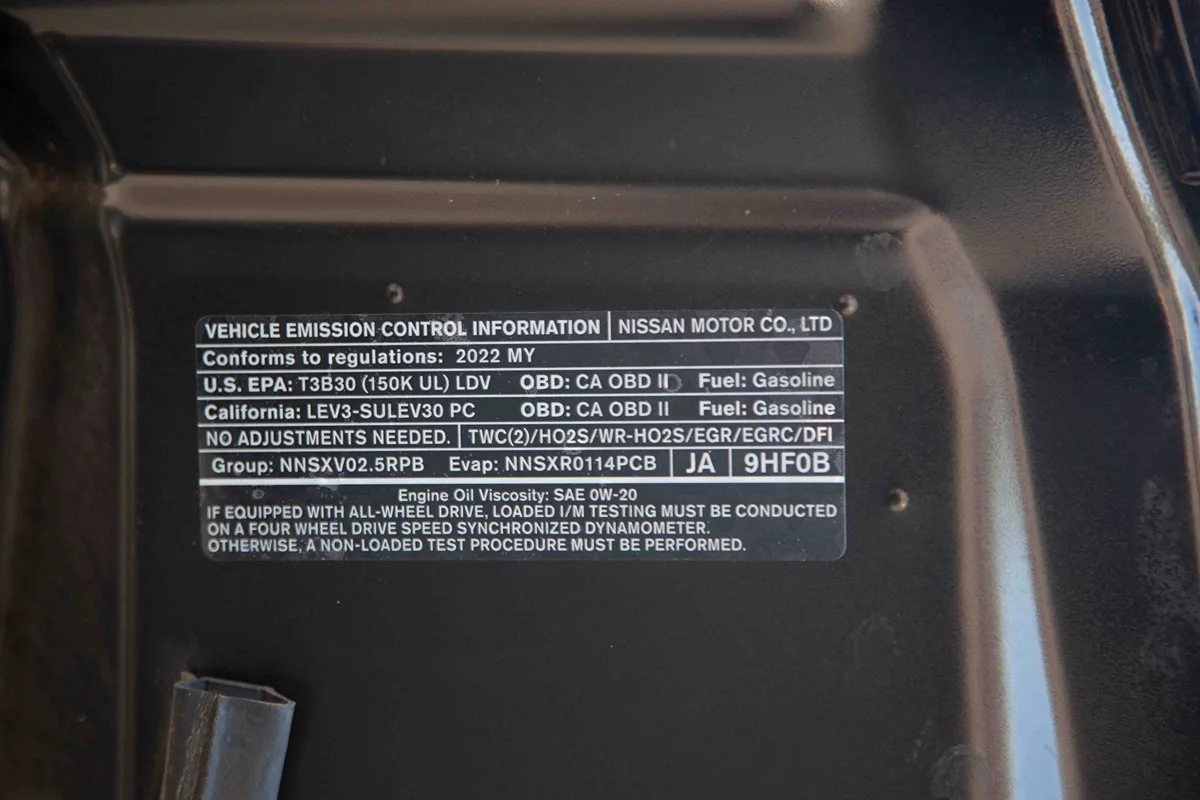 VEHICLE EMISSION CONTROL INFORMATION NISSAN MOTOR CO., LTD
Conforms to regulations: 2022 MY
U.S. EPA: T3B30 (150K UL) LDV OBD: CA OBD II Fuel: Gasoline
California: LEV3-SULEV30 PC OBD: CA OBD II Fuel: Gasoline
NO ADJUSTMENTS NEEDED. TWC(2)/HO2S/WR-HO2S/EGR/EGRC/DFI
Group: NNSXV02.5RPB Evap: NNSXR0114PCB JA 9HF0B
Engine Oil Viscosity: SAE 0W-20
IF EQUIPPED WITH ALL-WHEEL DRIVE, LOADED I/M TESTING MUST BE CONDUCTED
ON A FOUR WHEEL DRIVE SPEED SYNCHRONIZED DYNAMOMETER.
OTHERWISE, A NON-LOADED TEST PROCEDURE MUST BE PERFORMED.